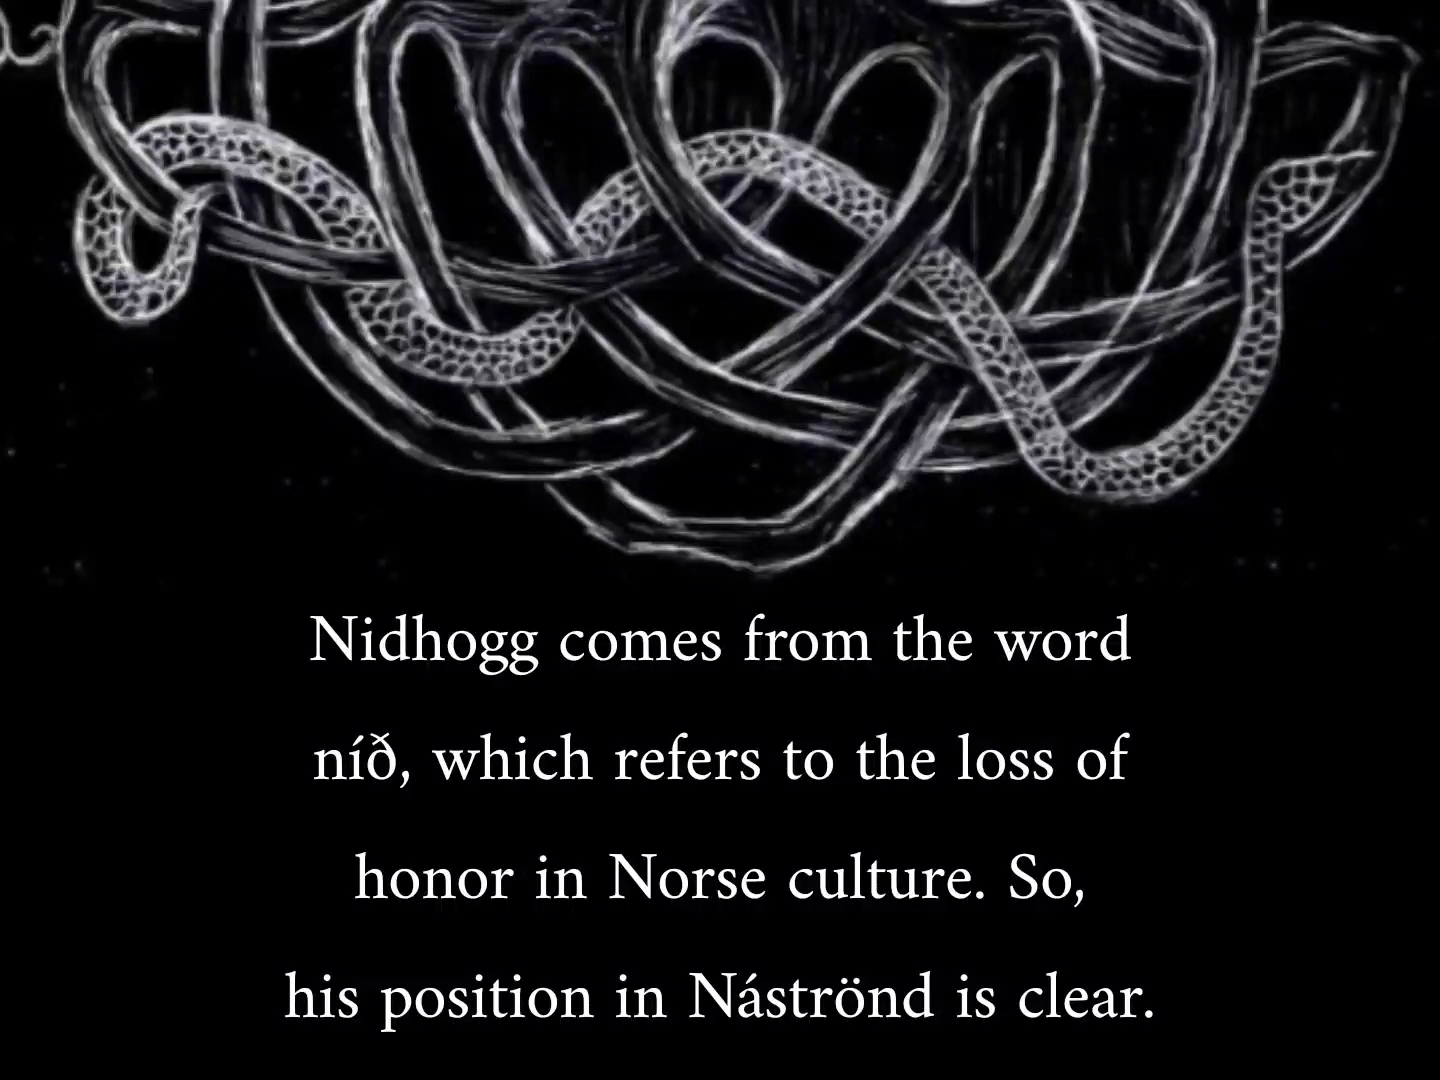 Nidhogg comes from the word
níð, which refers to the loss of
honor in Norse culture. So,
his position in Náströnd is clear.